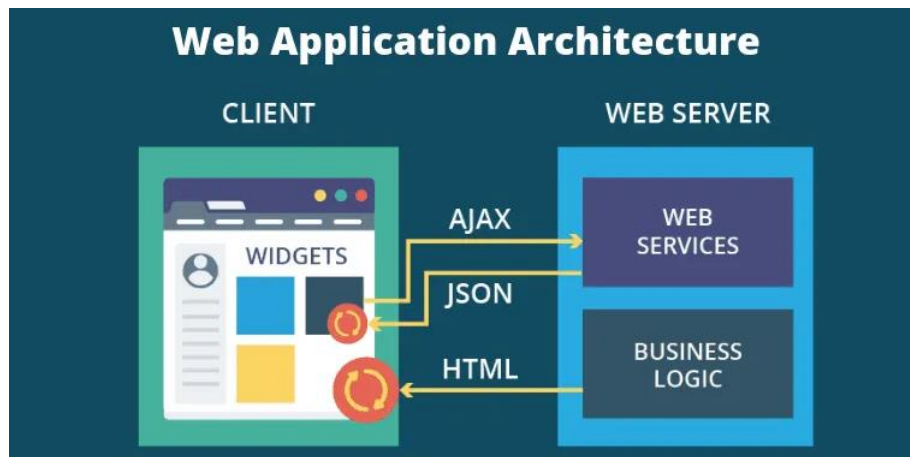 Web Application Architecture
CLIENT
WEB SERVER
WIDGETS
AJAX
JSON
HTML
WEB
SERVICES
BUSINESS
LOGIC